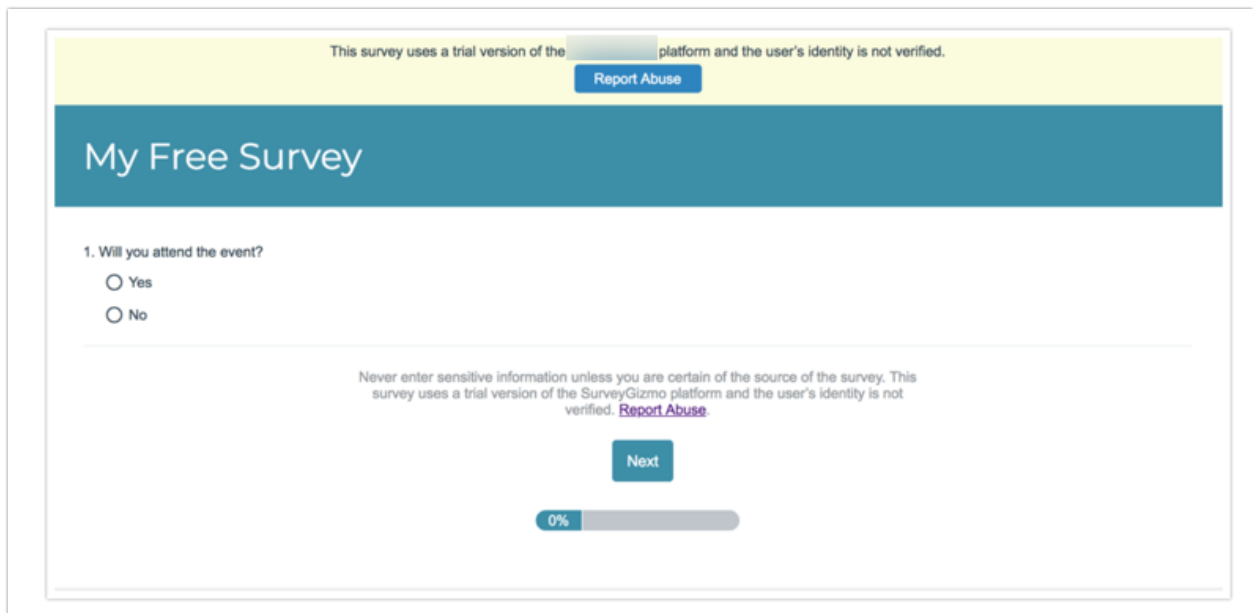 This survey uses a trial version of the platform and the user's identity is not verified.
Report Abuse
My Free Survey
1. Will you attend the event?
Yes
No
Never enter sensitive information unless you are certain of the source of the survey. This
survey uses a trial version of the SurveyGizmo platform and the user's identity is not
verified. Report Abuse.
Next
0%